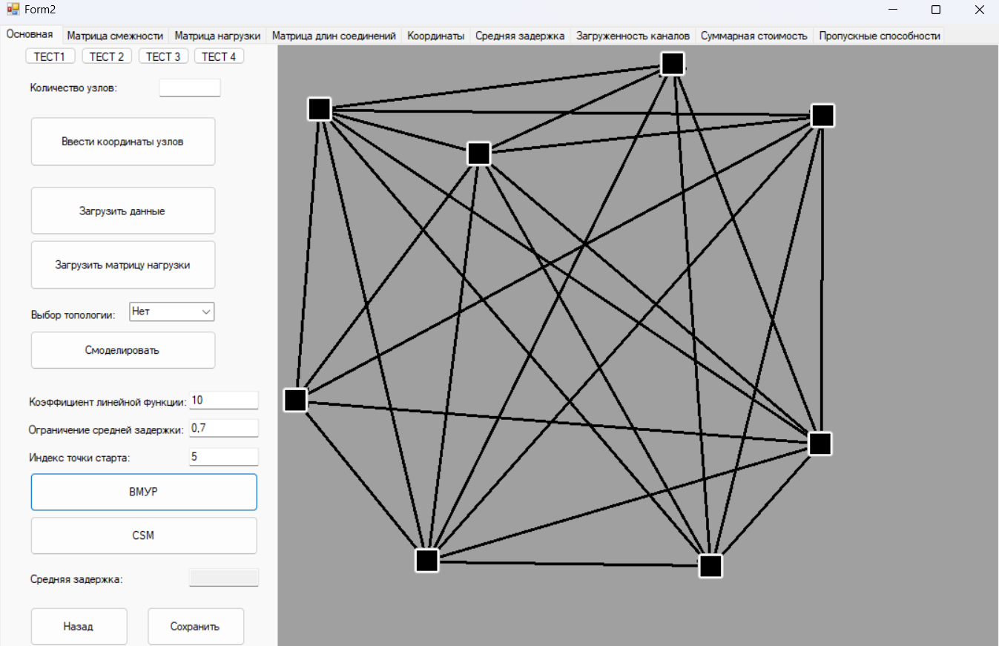 Form2
Основная Матрица смежности Матрица нагрузки Матрица длин соединений Координаты Средняя задержка Загруженность каналов Суммарная стоимость Пропускные способности
ТЕСТ1 ТЕСТ 2 ТЕСТ 3 ТЕСТ 4
Количество узлов:
Ввести координаты узлов
Загрузить данные
Загрузить матрицу нагрузки
Выбор топологии: Нет
Смоделировать
Коэффициент линейной функции: 10
Ограничение средней задержки: 0,7
Индекс точки старта: 5
ВМУР
CSM
Средняя задержка:
Назад Сохранить